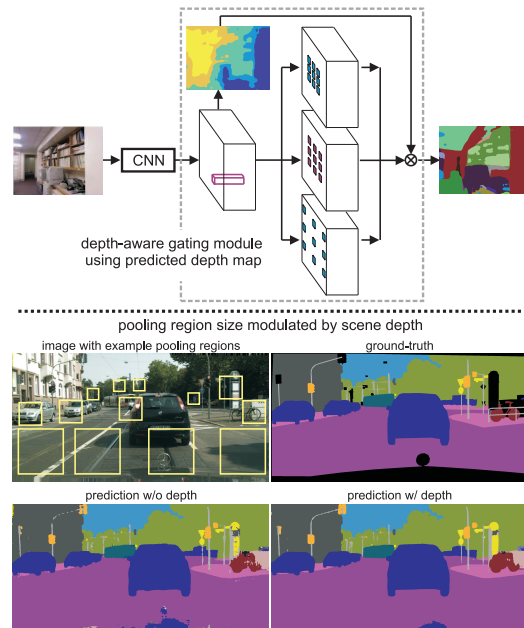 CNN
depth-aware gating module
using predicted depth map
pooling region size modulated by scene depth
image with example pooling regions
ground-truth
prediction w/o depth
prediction w/ depth